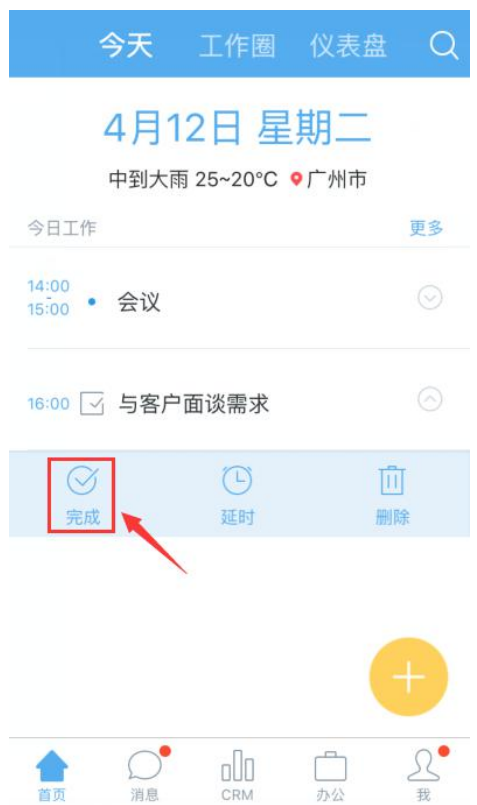 今天 工作圈 仪表盘
4月12日 星期二
中到大雨 25~20°C 广州市
今日工作 更多
14:00
-
15:00
会议
16:00 与客户面谈需求
完成 延时 删除
首页 消息 CRM 办公 我